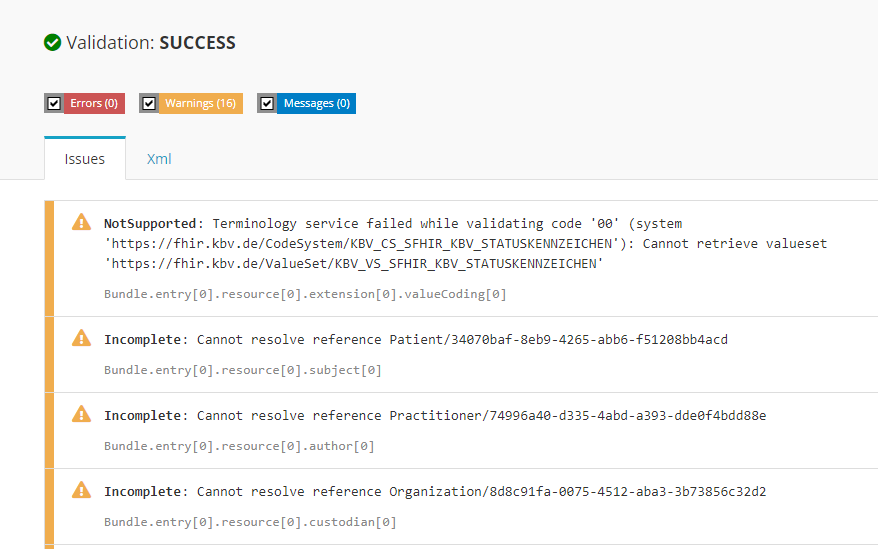 Validation: SUCCESS
Errors (0) Warnings (16) Messages (0)
Issues Xml
NotSupported: Terminology service failed while validating code '00' (system
'https://fhir.kbv.de/CodeSystem/KBV_CS_SFHIR_KBV_STATUSKENNZEICHEN'): Cannot retrieve valueset
'https://fhir.kbv.de/ValueSet/KBV_VS_SFHIR_KBV_STATUSKENNZEICHEN'
Bundle.entry[0].resource[0].extension[0].valueCoding[0]
Incomplete: Cannot resolve reference Patient/34070baf-8eb9-4265-abb6-f51208bb4acd
Bundle.entry[0].resource[0].subject[0]
Incomplete: Cannot resolve reference Practitioner/74996a40-d335-4abd-a393-dde0f4bdd88e
Bundle.entry[0].resource[0].author[0]
Incomplete: Cannot resolve reference Organization/8d8c91fa-0075-4512-aba3-3b73856c32d2
Bundle.entry[0].resource[0].custodian[0]